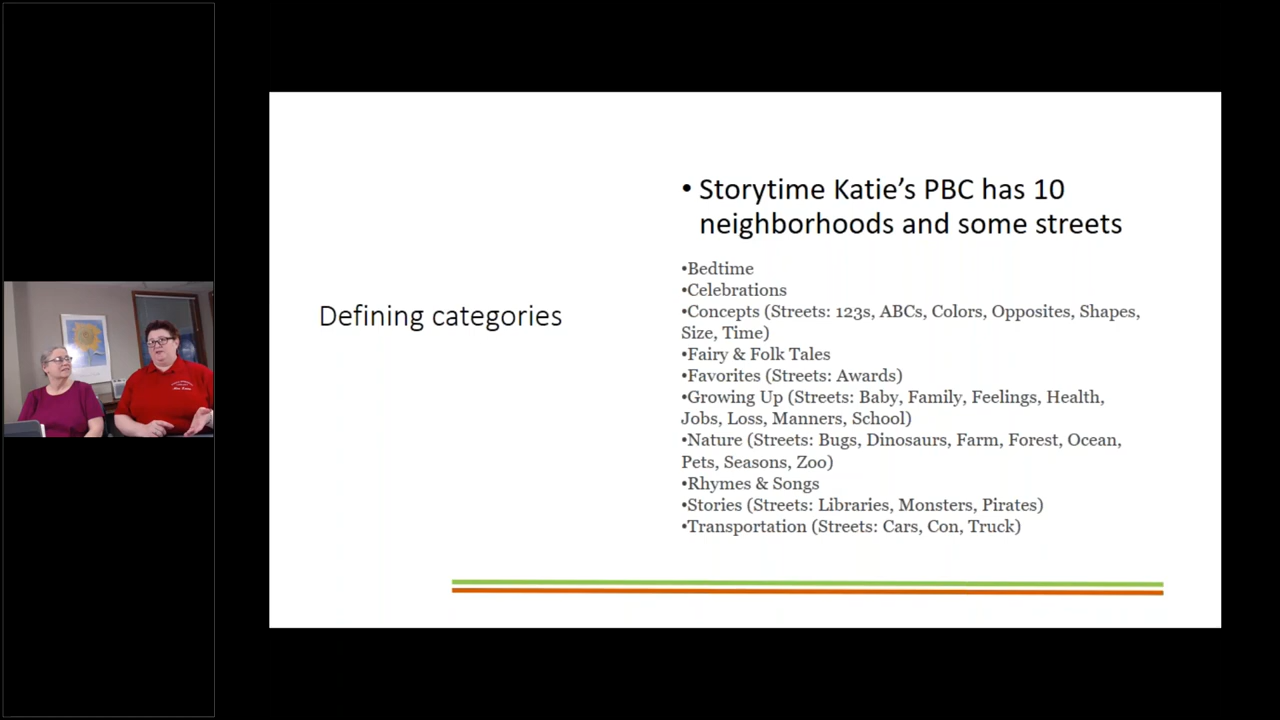 Defining categories
• Storytime Katie's PBC has 10
neighborhoods and some streets
•Bedtime
•Celebrations
•Concepts (Streets: 123s, ABCs, Colors, Opposites, Shapes,
Size, Time)
•Fairy & Folk Tales
•Favorites (Streets: Awards)
•Growing Up (Streets: Baby, Family, Feelings, Health,
Jobs, Loss, Manners, School)
•Nature (Streets: Bugs, Dinosaurs, Farm, Forest, Ocean,
Pets, Seasons, Zoo)
•Rhymes & Songs
•Stories (Streets: Libraries, Monsters, Pirates)
•Transportation (Streets: Cars, Con, Truck)